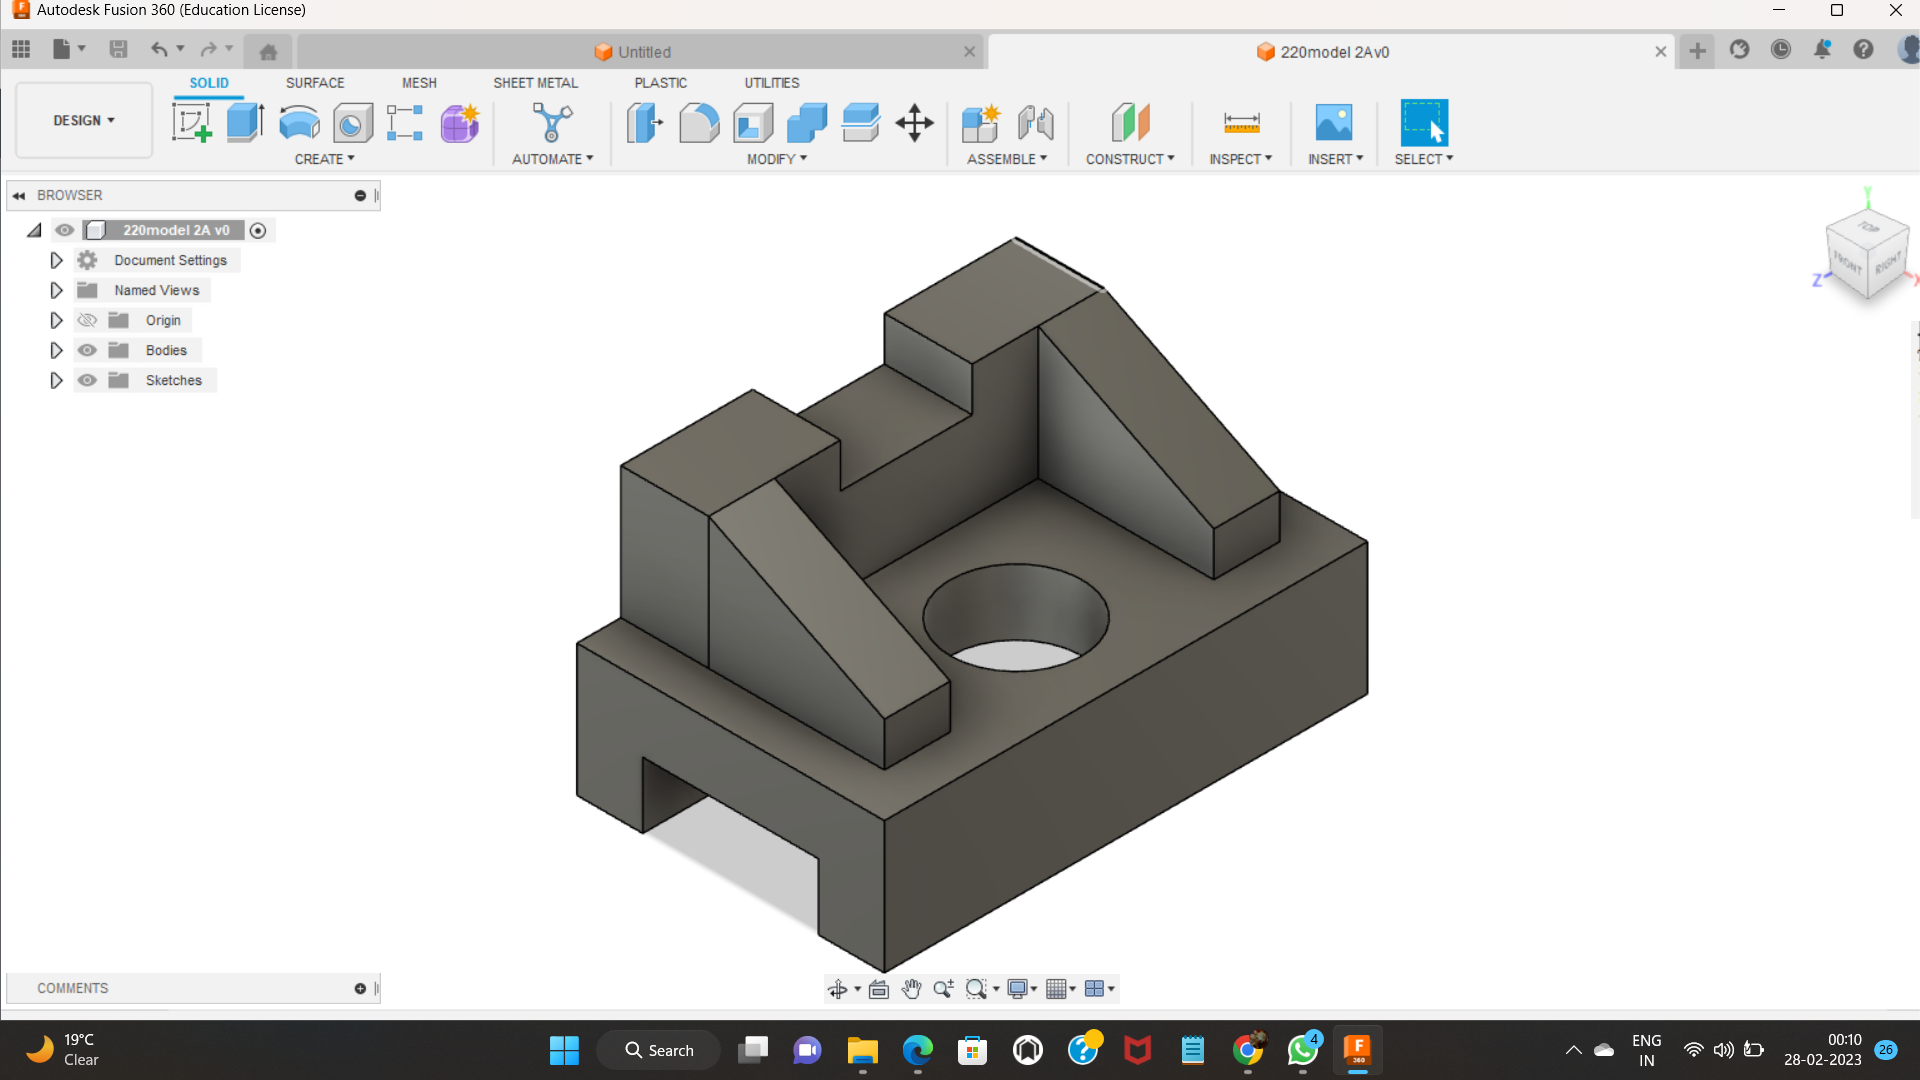 Autodesk Fusion 360 (Education License)
Untitled
220model 2Av0
SOLID
SURFACE
MESH
SHEET METAL
PLASTIC
UTILITIES
DESIGN
CREATE
AUTOMATE
MODIFY
ASSEMBLE
CONSTRUCT
INSPECT
INSERT
SELECT
BROWSER
220model 2A v0
Document Settings
Named Views
Origin
Bodies
Sketches
Y
TOP
FRONT
RIGHT
Z
X
COMMENTS
19°C
Clear
Search
4
F
360
ENG
IN
00:10
28-02-2023
26